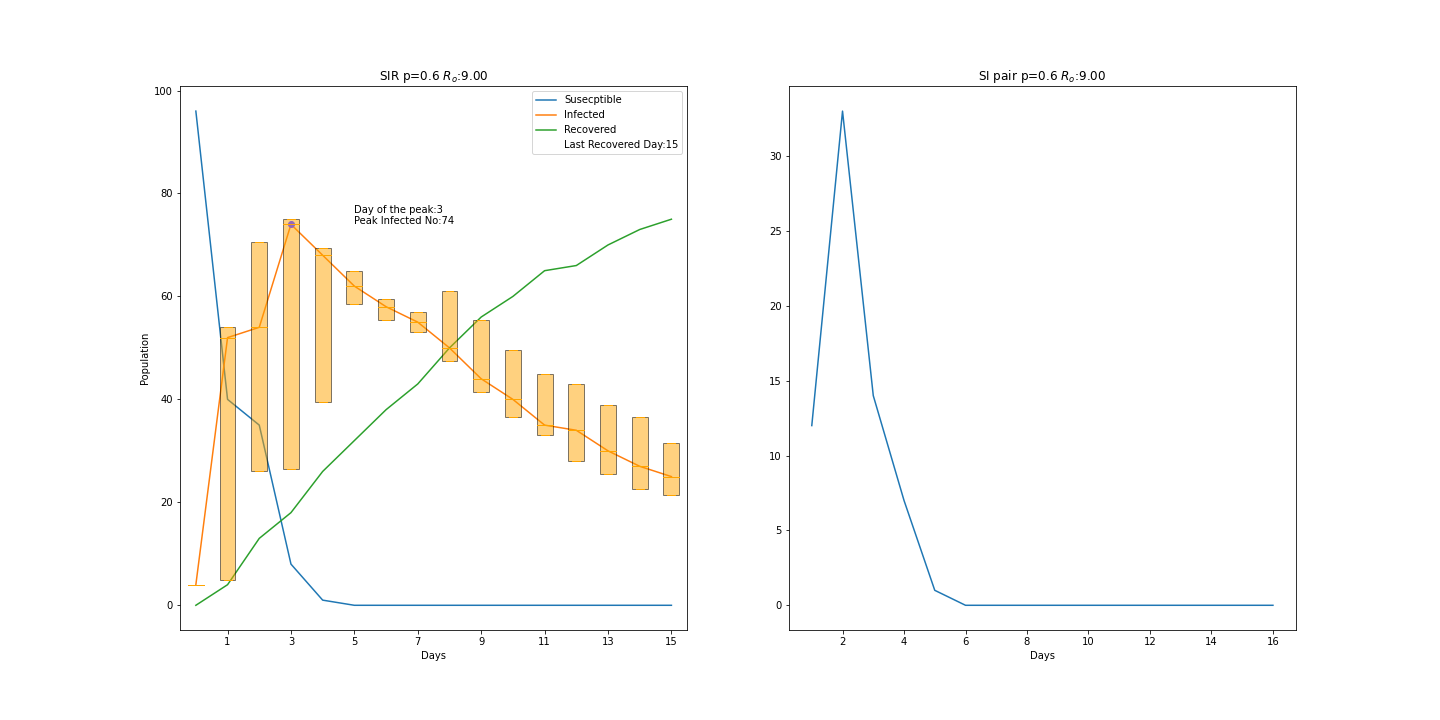 SIR p=0.6 Rₒ:9.00
100
80
60
40
20
0
Population
Susecptible
Infected
Recovered
Last Recovered Day:15
Day of the peak:3
Peak Infected No:74
1 3 5 7 9 11 13 15
Days
SI pair p=0.6 Rₒ:9.00
30
25
20
15
10
5
0
2 4 6 8 10 12 14 16
Days